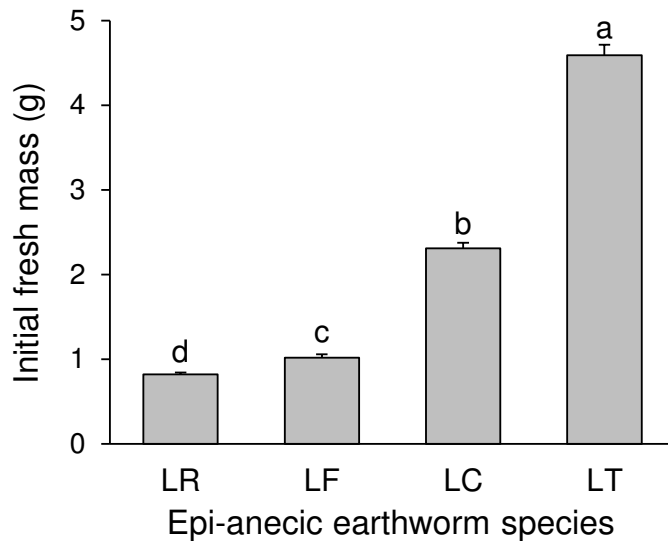 Initial fresh mass (g)
5
4
3
2
1
0
d
c
b
a
LR LF LC LT
Epi-anecic earthworm species